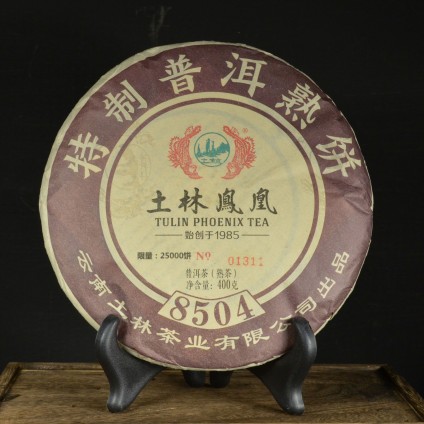 特制普洱熟饼
土林鳳凰
TULIN PHOENIX TEA
始创于1985
限量：25000饼 No 01311
普洱茶（熟茶）
净含量：400克
8504
云南土林茶业有限公司出品